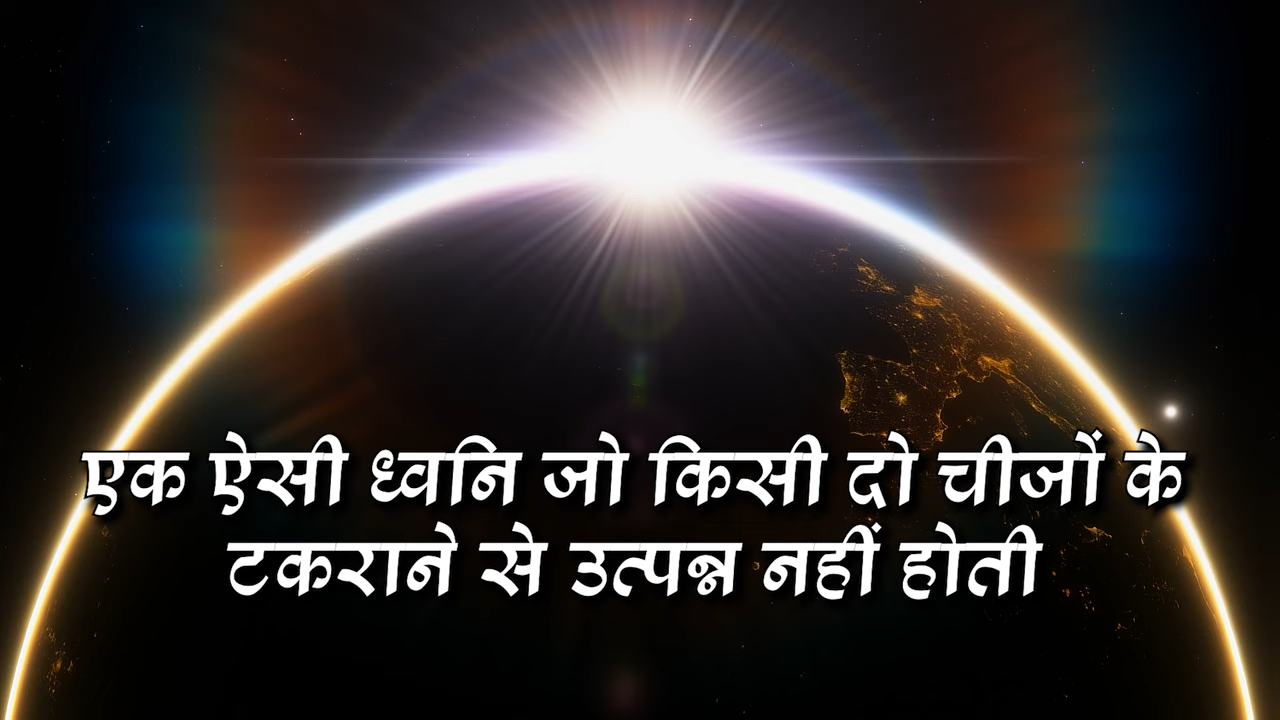 एक ऐसी ध्वनि जो किसी दो चीजों के
टकराने से उत्पन्न नहीं होती